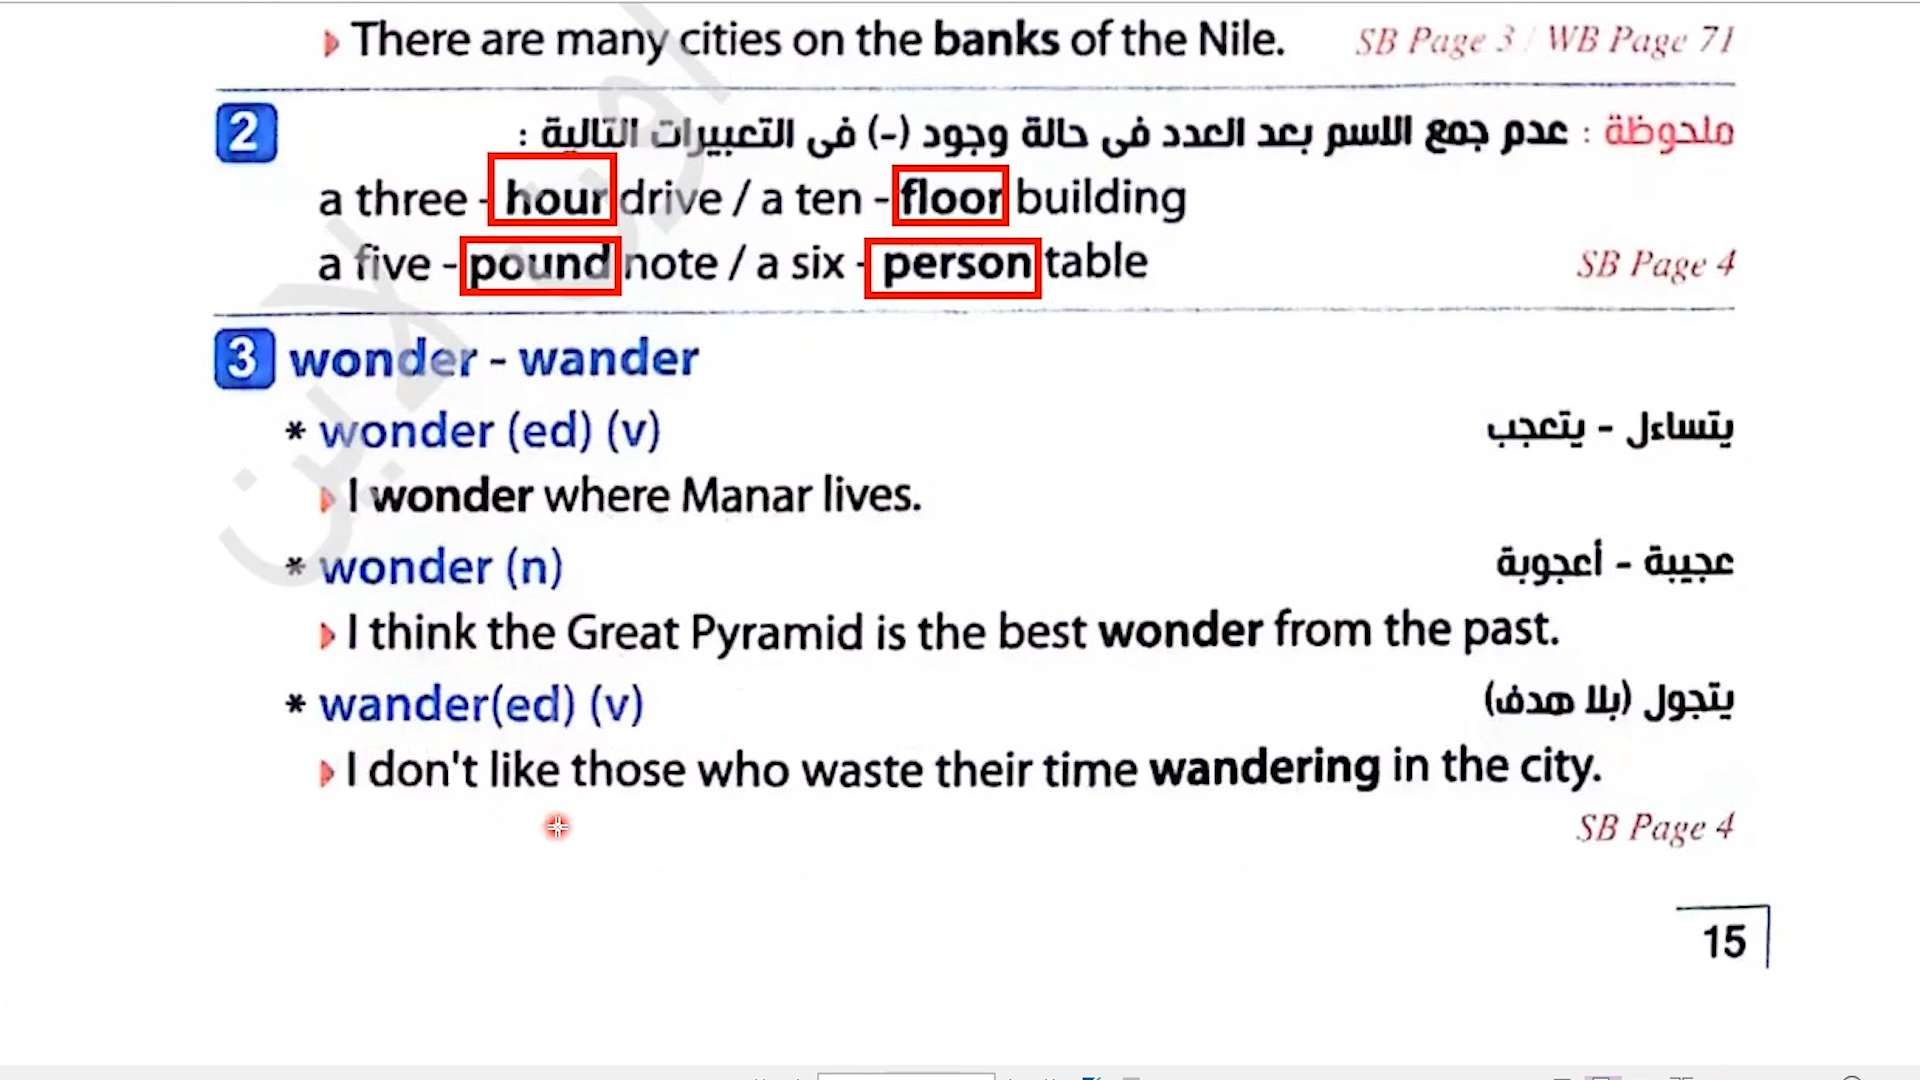 There are many cities on the banks of the Nile. SB Page 3 / WB Page 71
2 ملحوظة : عدم جمع الاسم بعد العدد فى حالة وجود (-) فى التعبيرات التالية :
a three - hour drive / a ten - floor building
a five - pound note / a six - person table SB Page 4
3 wonder - wander
* wonder (ed) (v) يتساءل - يتعجب
I wonder where Manar lives.
* wonder (n) عجيبة - أعجوبة
I think the Great Pyramid is the best wonder from the past.
* wander(ed) (v) يتجول (بلا هدف)
I don't like those who waste their time wandering in the city.
SB Page 4
15